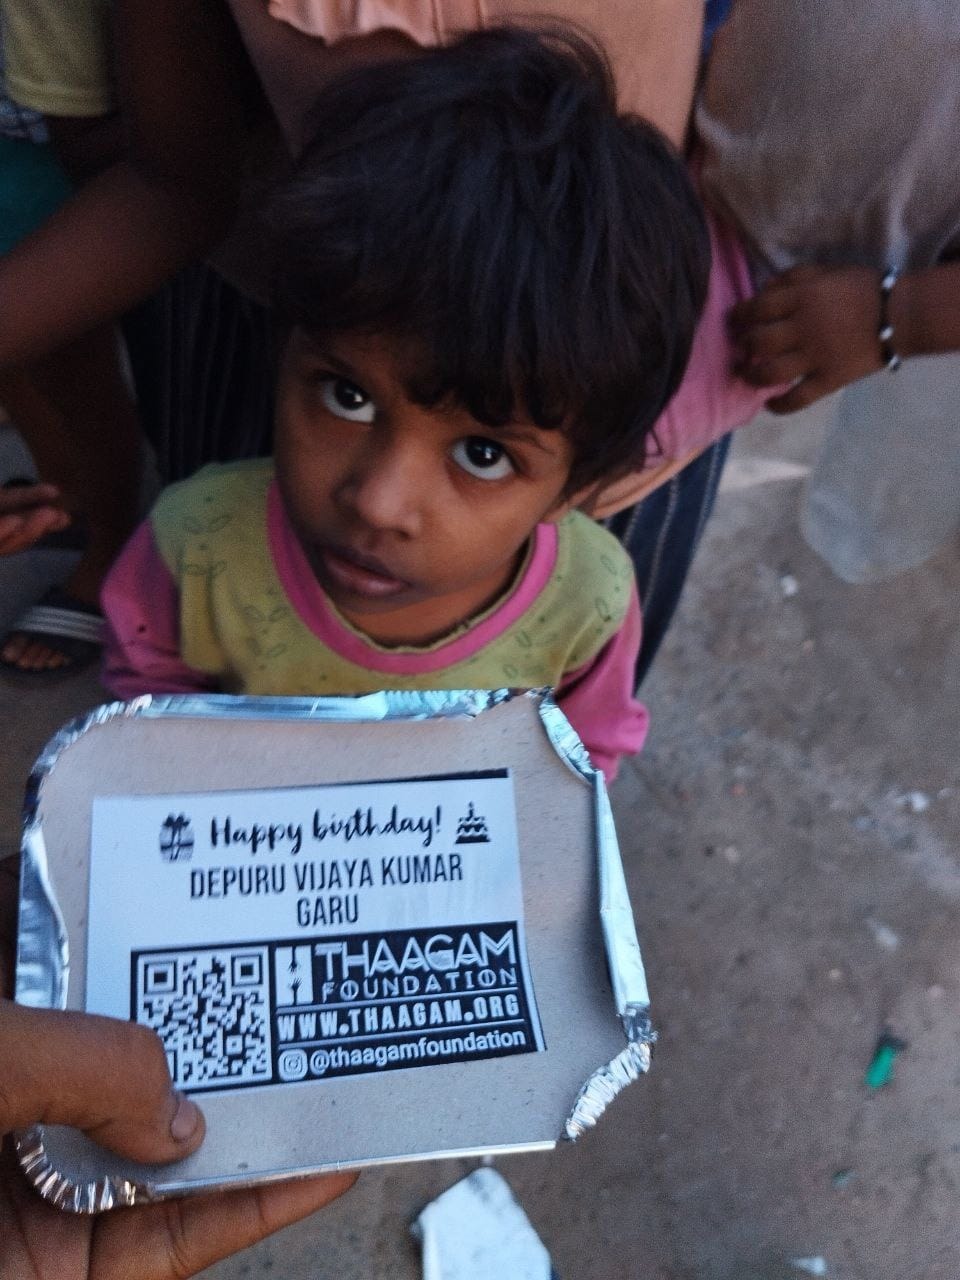 Happy birthday!
DEPURU VIJAYA KUMAR
GARU
THAAGAM
FOUNDATION
WWW.THAAGAM.ORG
@thaagamfoundation